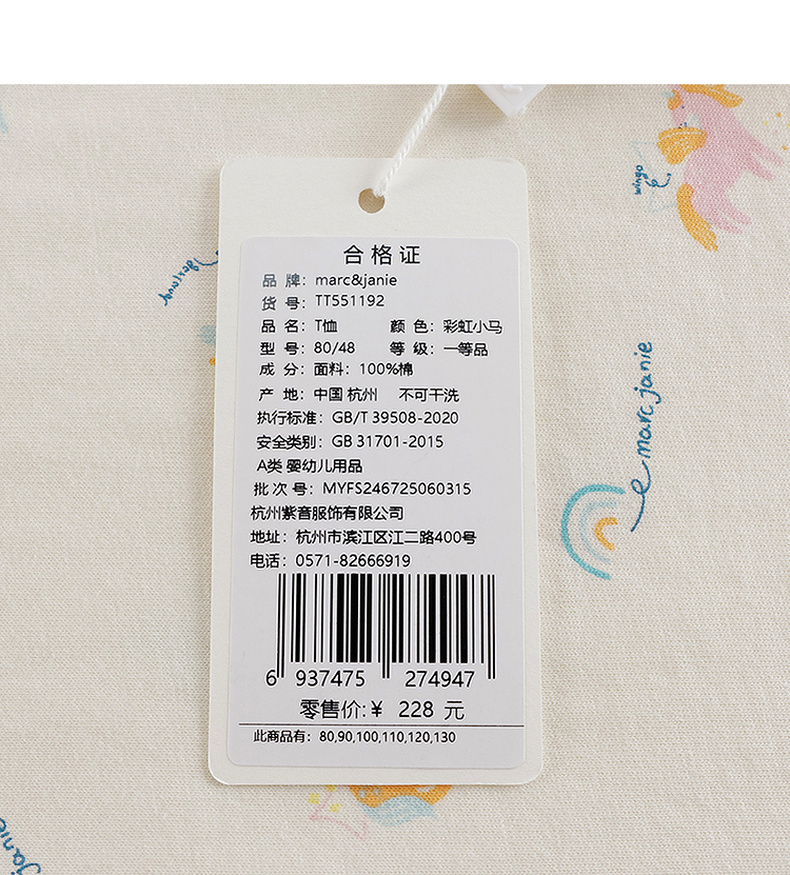 合格证
品 牌: marc&janie
货 号: TT551192
品 名: T恤 颜 色: 彩虹小马
型 号: 80/48 等 级: 一等品
成 分: 面料: 100%棉
产 地: 中国 杭州 不可干洗
执行标准: GB/T 39508-2020
安全类别: GB 31701-2015
A类 婴幼儿用品
批 次 号: MYFS246725060315
杭州紫音服饰有限公司
地址: 杭州市滨江区江二路400号
电话: 0571-82666919
6 937475 274947
零售价:¥ 228 元
此商品有: 80,90,100,110,120,130
wingo
marc.janie
janie